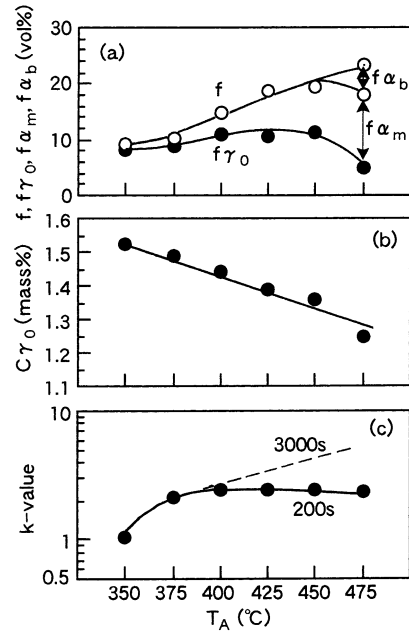 f, fγ0, fαm, fαb (vol%)
30
20
10
0
(a)
f
fγ0
fαb
fαm
Cγ0 (mass%)
1.6
1.5
1.4
1.3
1.2
1.1
(b)
k-value
10
1
0.5
(c)
3000s
200s
350 375 400 425 450 475
TA (°C)